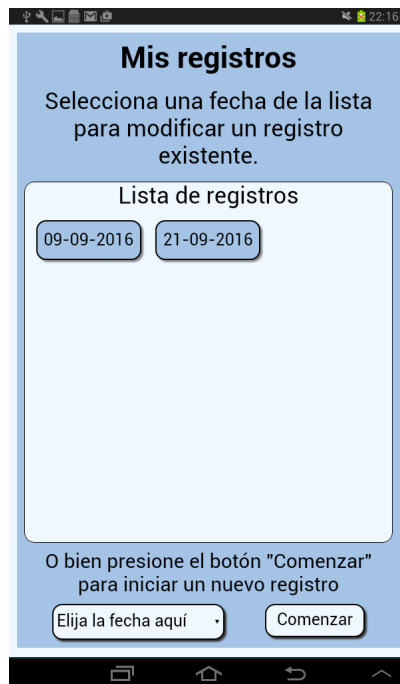 22:16
Mis registros
Selecciona una fecha de la lista
para modificar un registro
existente.
Lista de registros
09-09-2016 21-09-2016
O bien presione el botón "Comenzar"
para iniciar un nuevo registro
Elija la fecha aquí Comenzar